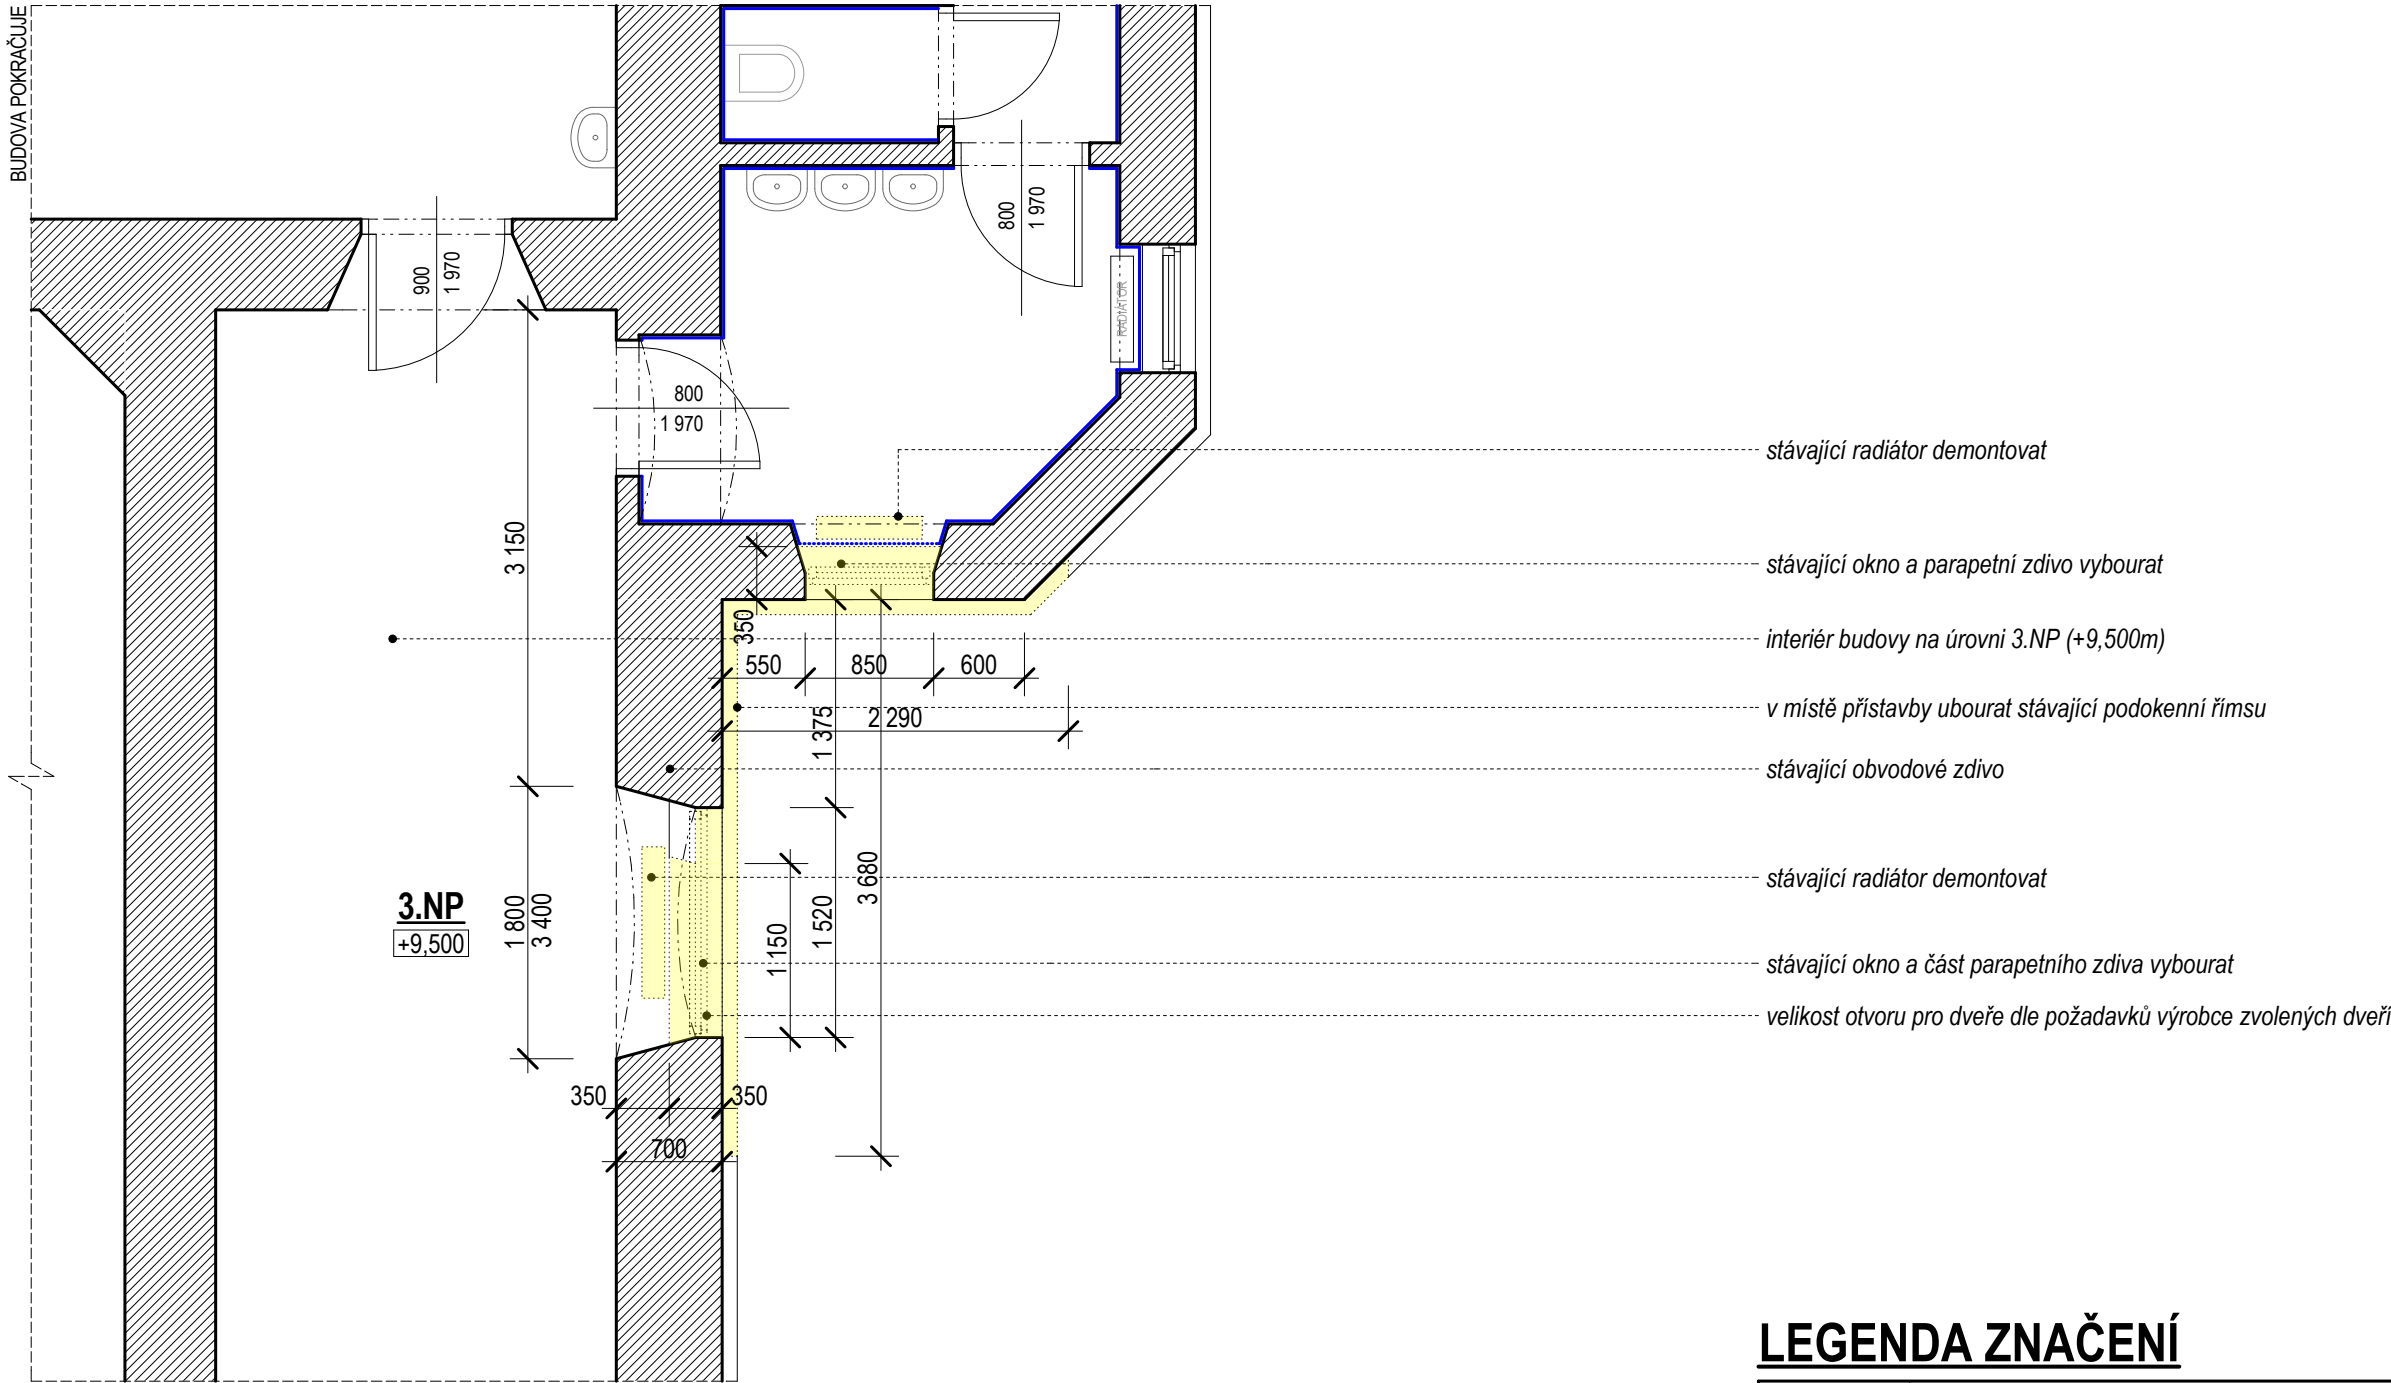 BUDOVA POKRAČUJE
900
1 970
800
1 970
RADIÁTOR
800
1 970
3 150
350
550
850
600
2 290
1 375
3 680
1 800
3 400
1 150
1 520
350
350
700
3.NP
+9,500
stávající radiátor demontovat
stávající okno a parapetní zdivo vybourat
interiér budovy na úrovni 3.NP (+9,500m)
v místě přístavby ubourat stávající podokenní římsu
stávající obvodové zdivo
stávající radiátor demontovat
stávající okno a část parapetního zdiva vybourat
velikost otvoru pro dveře dle požadavků výrobce zvolených dveří
LEGENDA ZNAČENÍ